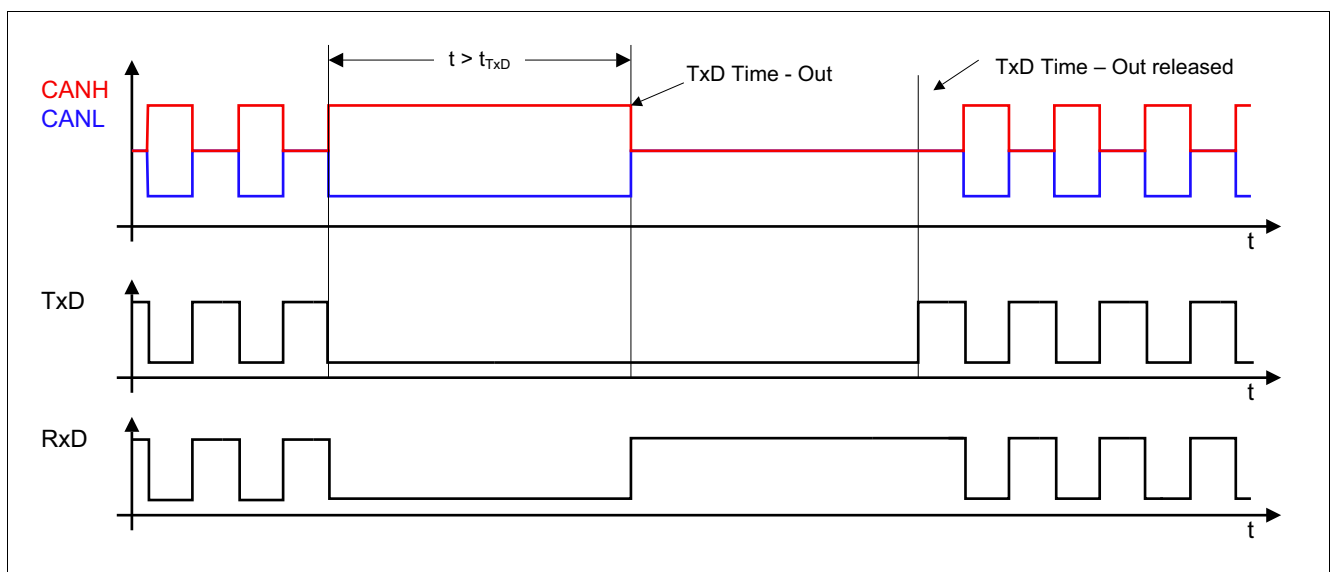 t > tTxD
TxD Time - Out
TxD Time – Out released
CANH
CANL
t
TxD
t
RxD
t